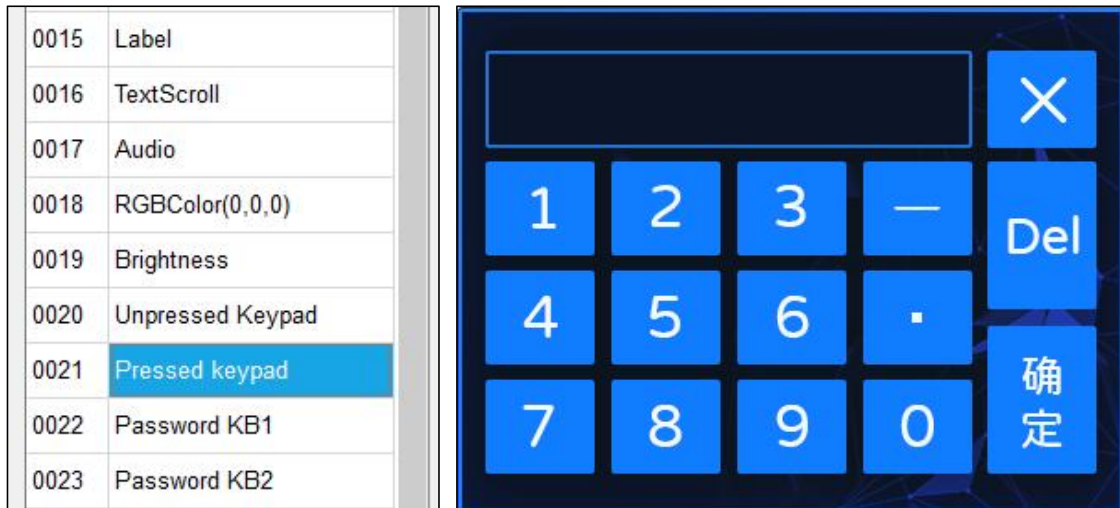 0015 Label
0016 TextScroll
0017 Audio
0018 RGBColor(0,0,0)
0019 Brightness
0020 Unpressed Keypad
0021 Pressed keypad
0022 Password KB1
0023 Password KB2
×
1 2 3 —
Del
4 5 6 .
确
定
7 8 9 0